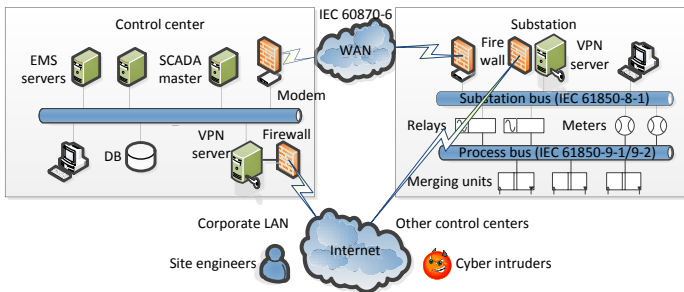 Control center
IEC 60870-6
Substation
EMS
servers
SCADA
master
WAN
Fire
wall
VPN
server
Modem
Substation bus (IEC 61850-8-1)
Relays
Meters
DB
VPN
server
Firewall
Process bus (IEC 61850-9-1/9-2)
Merging units
Corporate LAN
Other control centers
Internet
Site engineers
Cyber intruders